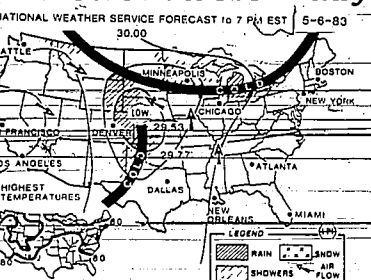 NATIONAL WEATHER SERVICE FORECAST to 7 PM EST 5-6-83
30.00
SEATTLE
MINNEAPOLIS
BOSTON
COLD
CHICAGO
NEW YORK
LOW
DENVER
29.53
FRANCISCO
29.77
COLD
LOS ANGELES
ATLANTA
HIGHEST
TEMPERATURES
DALLAS
NEW
ORLEANS
MIAMI
60
80
80
LEGEND
RAIN
SNOW
SHOWERS
AIR
FLOW